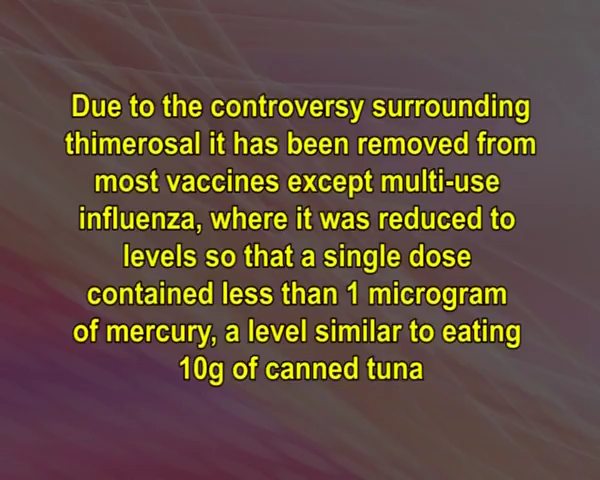 Due to the controversy surrounding
thimerosal it has been removed from
most vaccines except multi-use
influenza, where it was reduced to
levels so that a single dose
contained less than 1 microgram
of mercury, a level similar to eating
10g of canned tuna